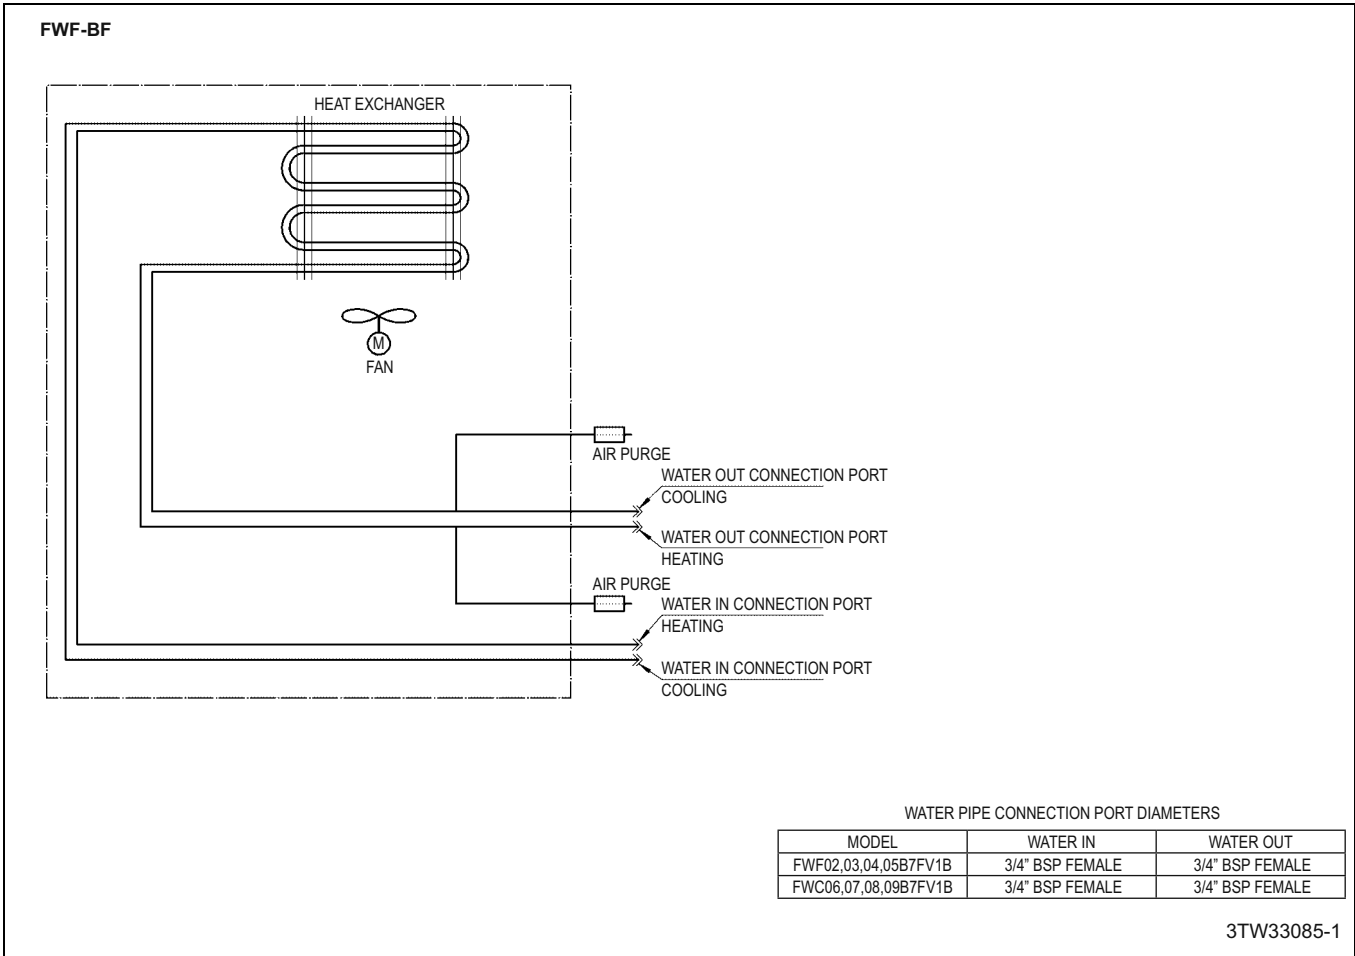 FWF-BF
HEAT EXCHANGER
M
FAN
AIR PURGE
WATER OUT CONNECTION PORT
COOLING
WATER OUT CONNECTION PORT
HEATING
AIR PURGE
WATER IN CONNECTION PORT
HEATING
WATER IN CONNECTION PORT
COOLING
WATER PIPE CONNECTION PORT DIAMETERS
MODEL WATER IN WATER OUT
FWF02,03,04,05B7FV1B 3/4” BSP FEMALE 3/4” BSP FEMALE
FWC06,07,08,09B7FV1B 3/4” BSP FEMALE 3/4” BSP FEMALE
3TW33085-1